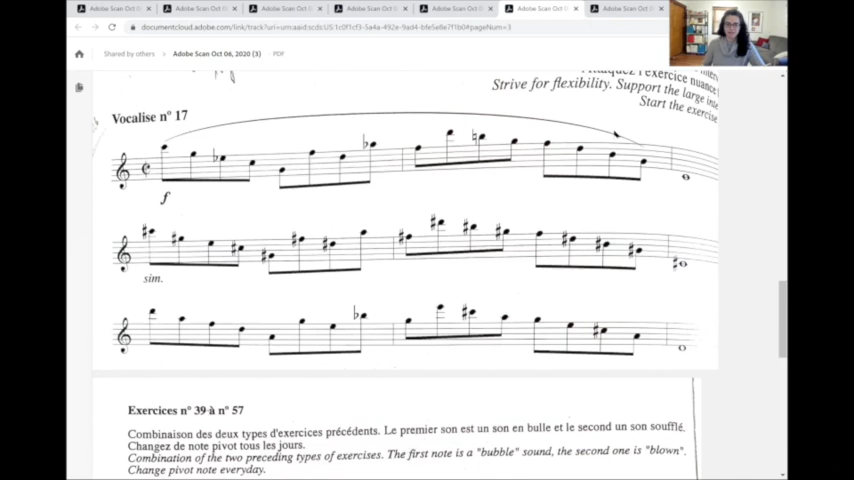 Adobe Scan Oct 0
Adobe Scan Oct 0
Adobe Scan Oct 0
Adobe Scan Oct 0
Adobe Scan Oct 0
Adobe Scan Oct 0
documentcloud.adobe.com/link/track?uri=urn:aaid:scds:US:1c0f1cf3-5a4a-492e-9ad4-bfe5e8e7f1b0#pageNum=3
Shared by others > Adobe Scan Oct 06, 2020 (3) PDF
l'exercice nuance
Strive for flexibility. Support the large inte
Start the exercise
Vocalise n° 17
f
sim.
Exercices n° 39 à n° 57
Combinaison des deux types d'exercices précédents. Le premier son est un son en bulle et le second un son soufflé.
Changez de note pivot tous les jours.
Combination of the two preceding types of exercises. The first note is a "bubble" sound, the second one is "blown".
Change pivot note everyday.